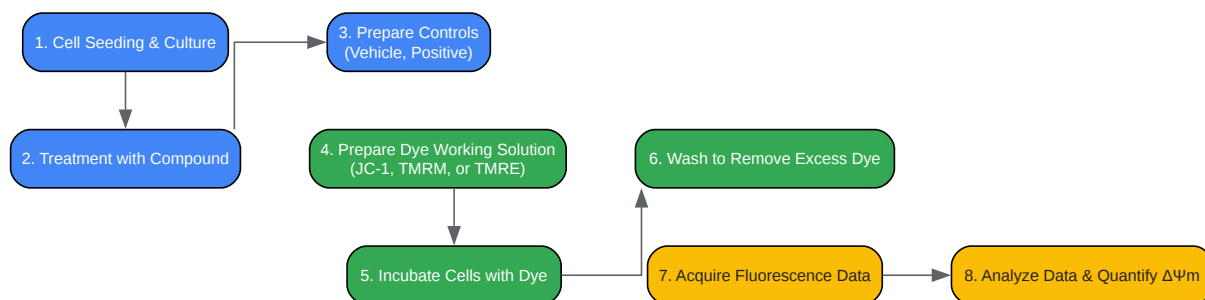 1. Cell Seeding & Culture
2. Treatment with Compound
3. Prepare Controls
(Vehicle, Positive)
4. Prepare Dye Working Solution
(JC-1, TMRM, or TMRE)
5. Incubate Cells with Dye
6. Wash to Remove Excess Dye
7. Acquire Fluorescence Data
8. Analyze Data & Quantify ΔΨm